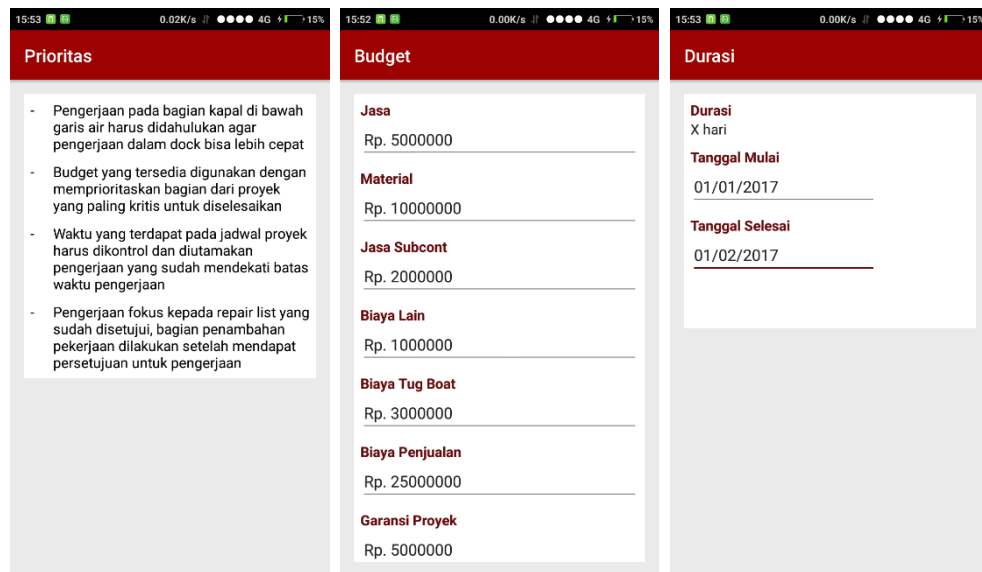 15:53 0.02K/s 4G 15%
Prioritas
- Pengerjaan pada bagian kapal di bawah
garis air harus didahulukan agar
pengerjaan dalam dock bisa lebih cepat
- Budget yang tersedia digunakan dengan
memprioritaskan bagian dari proyek
yang paling kritis untuk diselesaikan
- Waktu yang terdapat pada jadwal proyek
harus dikontrol dan diutamakan
pengerjaan yang sudah mendekati batas
waktu pengerjaan
- Pengerjaan fokus kepada repair list yang
sudah disetujui, bagian penambahan
pekerjaan dilakukan setelah mendapat
persetujuan untuk pengerjaan
15:52 0.00K/s 4G 15%
Budget
Jasa
Rp. 5000000
Material
Rp. 10000000
Jasa Subcont
Rp. 2000000
Biaya Lain
Rp. 1000000
Biaya Tug Boat
Rp. 3000000
Biaya Penjualan
Rp. 25000000
Garansi Proyek
Rp. 5000000
15:53 0.00K/s 4G 15%
Durasi
Durasi
X hari
Tanggal Mulai
01/01/2017
Tanggal Selesai
01/02/2017